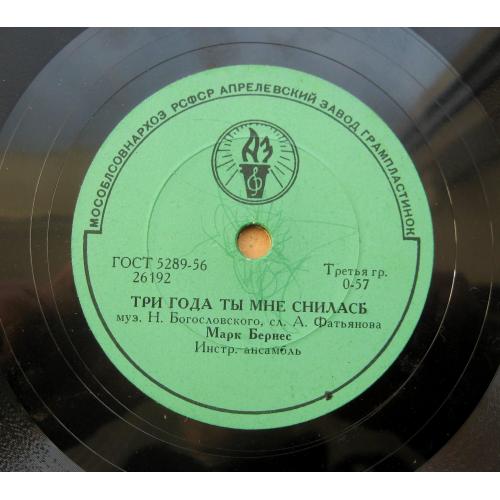 МОСОБЛСОВНАРХОЗ РСФСР АПРЕЛЕВСКИЙ ЗАВОД ГРАМПЛАСТИНОК
АЗ
ГОСТ 5289-56
26192
Третья гр.
0-57
ТРИ ГОДА ТЫ МНЕ СНИЛАСЬ
муз. Н. Богословского, сл. А. Фатьянова
Марк Бернес
Инстр. ансамбль